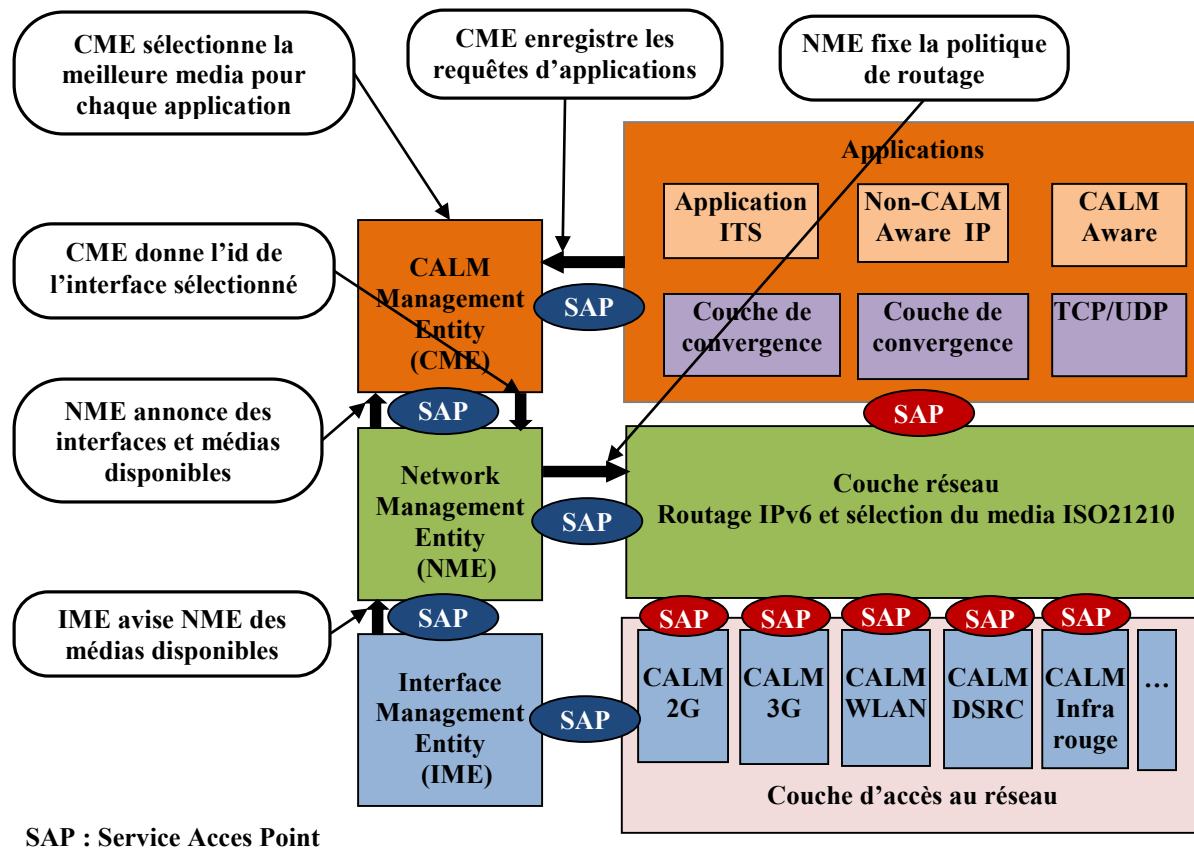 CME sélectionne la
meilleure media pour
chaque application
CME enregistre les
requêtes d’applications
NME fixe la politique
de routage
Applications
Application
ITS
Non-CALM
Aware IP
CALM
Aware
CME donne l’id de
l’interface sélectionné
CALM
Management
Entity
(CME)
SAP
Couche de
convergence
Couche de
convergence
TCP/UDP
NME annonce des
interfaces et médias
disponibles
SAP
SAP
Network
Management
Entity
(NME)
SAP
Couche réseau
Routage IPv6 et sélection du media ISO21210
IME avise NME des
médias disponibles
SAP
SAP
SAP
SAP
SAP
SAP
Interface
Management
Entity
(IME)
SAP
CALM
2G
CALM
3G
CALM
WLAN
CALM
DSRC
CALM
Infra
rouge
…
Couche d’accès au réseau
SAP : Service Acces Point